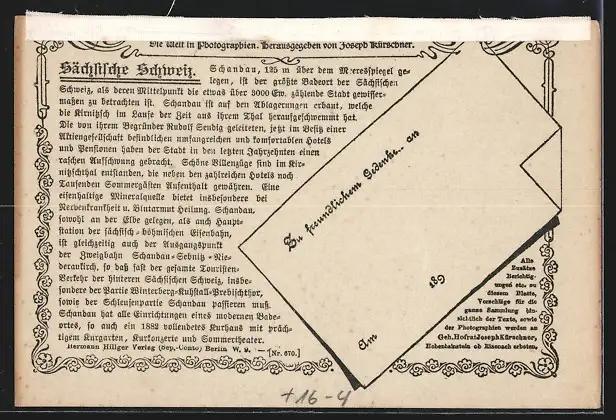 Die Welt in Photographien. Herausgegeben von Joseph Kürschner.
Sächsische Schweiz. Schandau, 125 m über dem Meeresspiegel ge-
legen, ist der größte Badeort der Sächsischen
Schweiz, als deren Mittelpunkt die etwas über 3000 Ew. zählende Stadt gewisser-
maßen zu betrachten ist. Schandau ist auf den Ablagerungen erbaut, welche
die Kirnitzsch im Laufe der Zeit aus ihrem Thal herausgeschwemmt hat.
Die von ihrem Begründer Rudolf Sendig geleiteten, jetzt im Besitz einer
Aktiengesellschaft befindlichen umfangreichen und komfortablen Hotels
und Pensionen haben der Stadt in den letzten Jahrzehnten einen
raschen Aufschwung gebracht. Schöne Villenzüge sind im Kir-
nitzschthal entstanden, die neben den zahlreichen Hotels noch
Tausenden Sommergästen Aufenthalt gewähren. Eine
eisenhaltige Mineralquelle bietet insbesondere bei
Nervenkrankheit u. Blutarmut Heilung. Schandau,
sowohl an der Elbe gelegen, als auch Haupt-
station der sächsisch-böhmischen Eisenbahn,
ist gleichzeitig auch der Ausgangspunkt
der Zweigbahn Schandau-Sebnitz-Nie-
derneukirch, so daß fast der gesamte Touristen-
Verkehr der hinteren Sächsischen Schweiz, insbe-
sondere der Partie Winterberg-Kuhstall-Prebischthor,
sowie der Schleusenpartie Schandau passieren muß.
Schandau hat alle Einrichtungen eines modernen Bade-
ortes, so auch ein 1882 vollendetes Kurhaus mit präch-
tigem Kurgarten, Kurkonzerte und Sommertheater.
Hermann Hillger Verlag (Sep.-Conto) Berlin W. 9. — [Nr. 670.]
Zu freundlichem Gedenken an
Am 189
Alle
Zusätze
Berichtig-
ungen etc. zu
diesem Blatte,
Vorschläge für die
ganze Sammlung hin-
sichtlich der Texte, sowie
der Photographien werden an
Geh. Hofrat Joseph Kürschner,
Hohenhainstein ob Eisenach erbeten.
+16-4